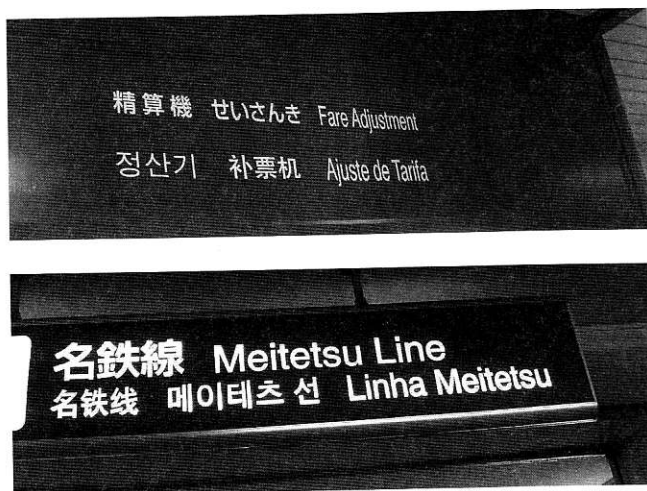 精算機 せいさんき Fare Adjustment
정산기 补票机 Ajuste de Tarifa
名鉄線 Meitetsu Line
名铁线 메이테츠 선 Linha Meitetsu